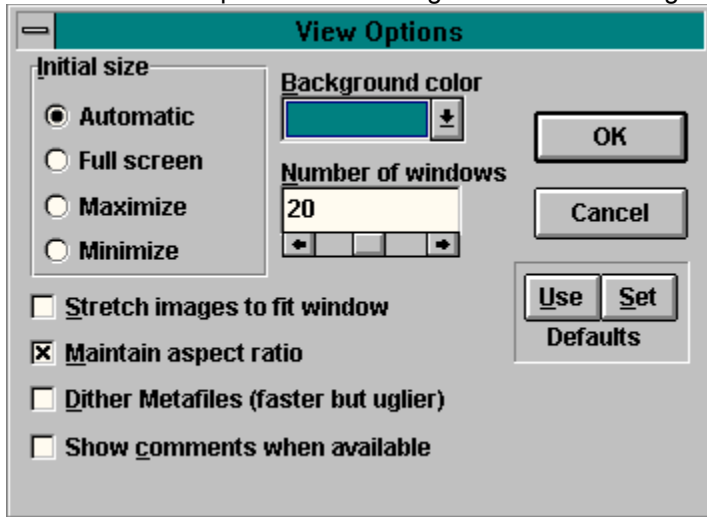 View Options
Initial size
Automatic
Full screen
Maximize
Minimize
Background color
Number of windows
20
OK
Cancel
Use Set
Defaults
Stretch images to fit window
Maintain aspect ratio
Dither Metafiles (faster but uglier)
Show comments when available